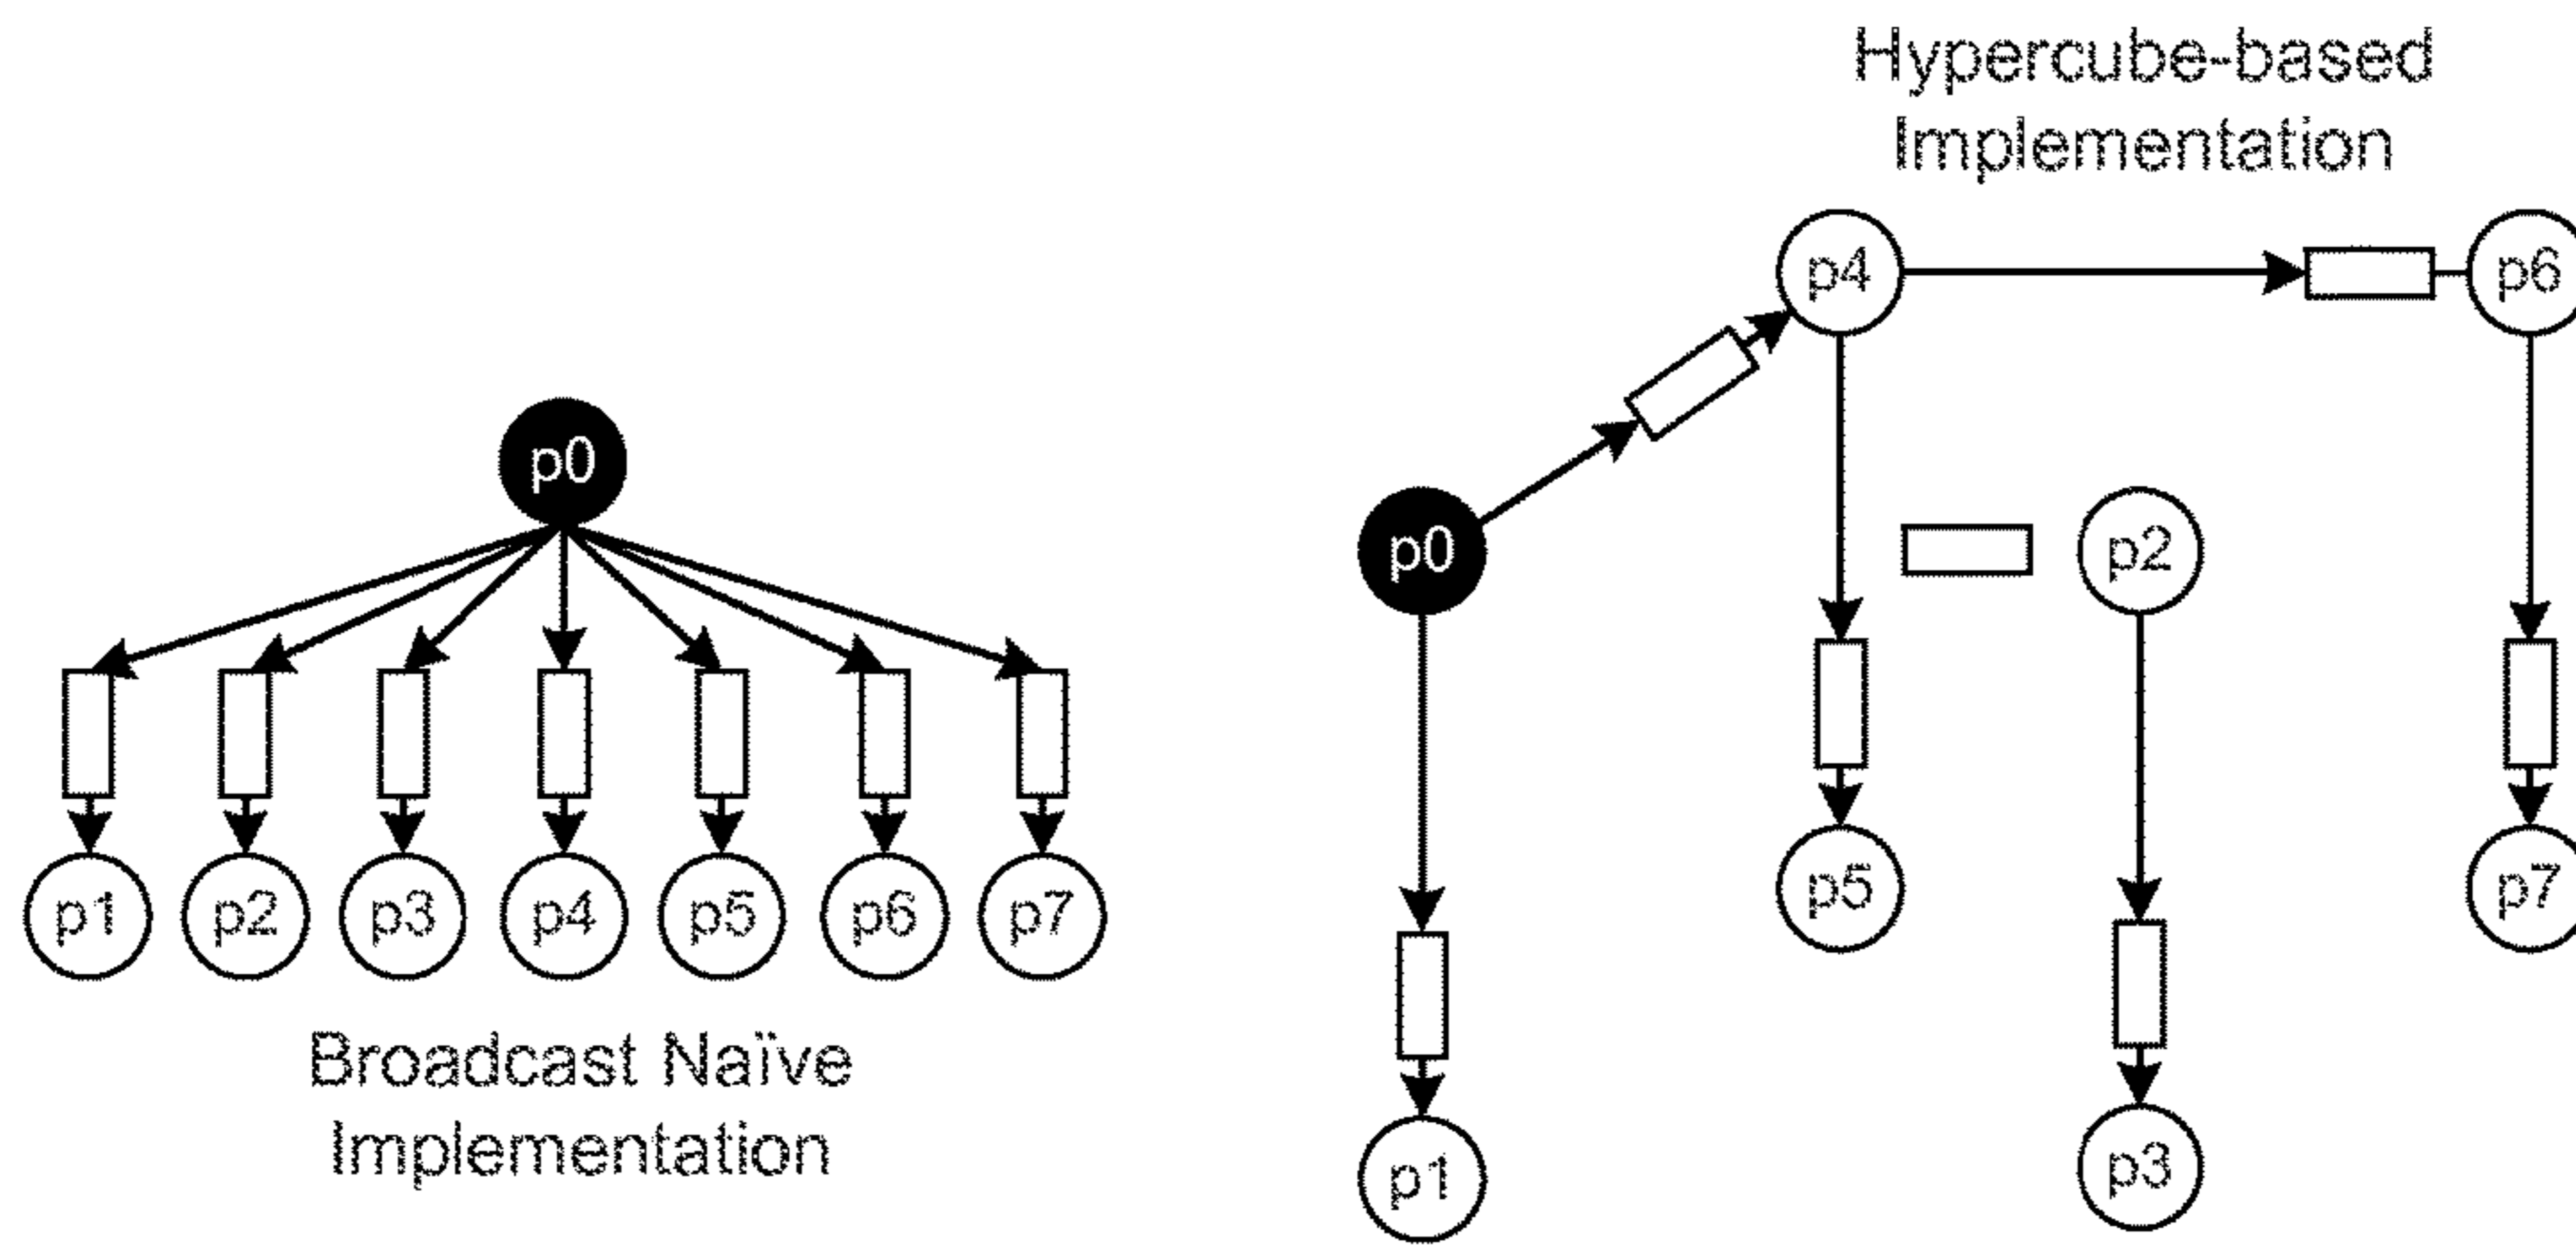 p0
p1 p2 p3 p4 p5 p6 p7
Broadcast Naïve
Implementation
Hypercube-based
Implementation
p4 p6
p0 p2
p5 p7
p1 p3